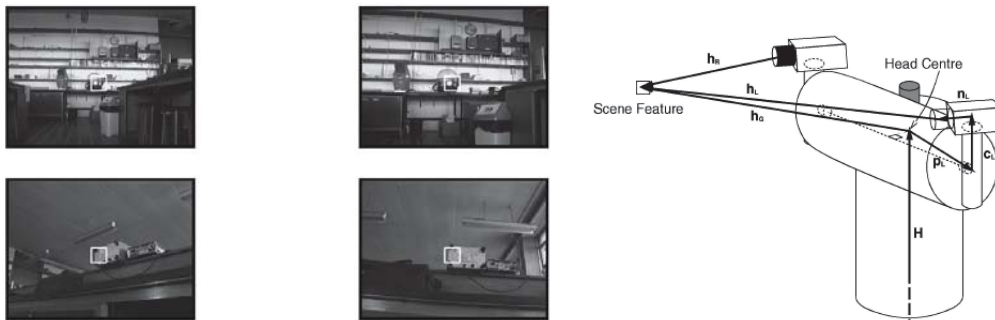 h_R
Head Centre
h_L
n_L
Scene Feature
h_G
p_L
c_L
H